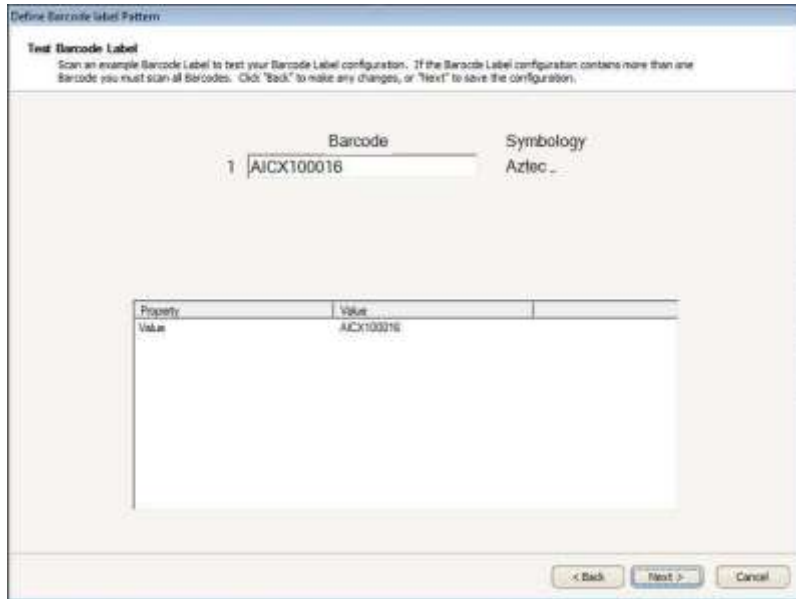 Define Barcode label Pattern
Test Barcode Label
Scan an example Barcode Label to test your Barcode Label configuration. If the Barcode Label configuration contains more than one
Barcode you must scan all Barcodes. Click "Back" to make any changes, or "Next" to save the configuration.
Barcode Symbology
1 AICX100016 Aztec
Property Value
Value AICX100016
< Back Next > Cancel